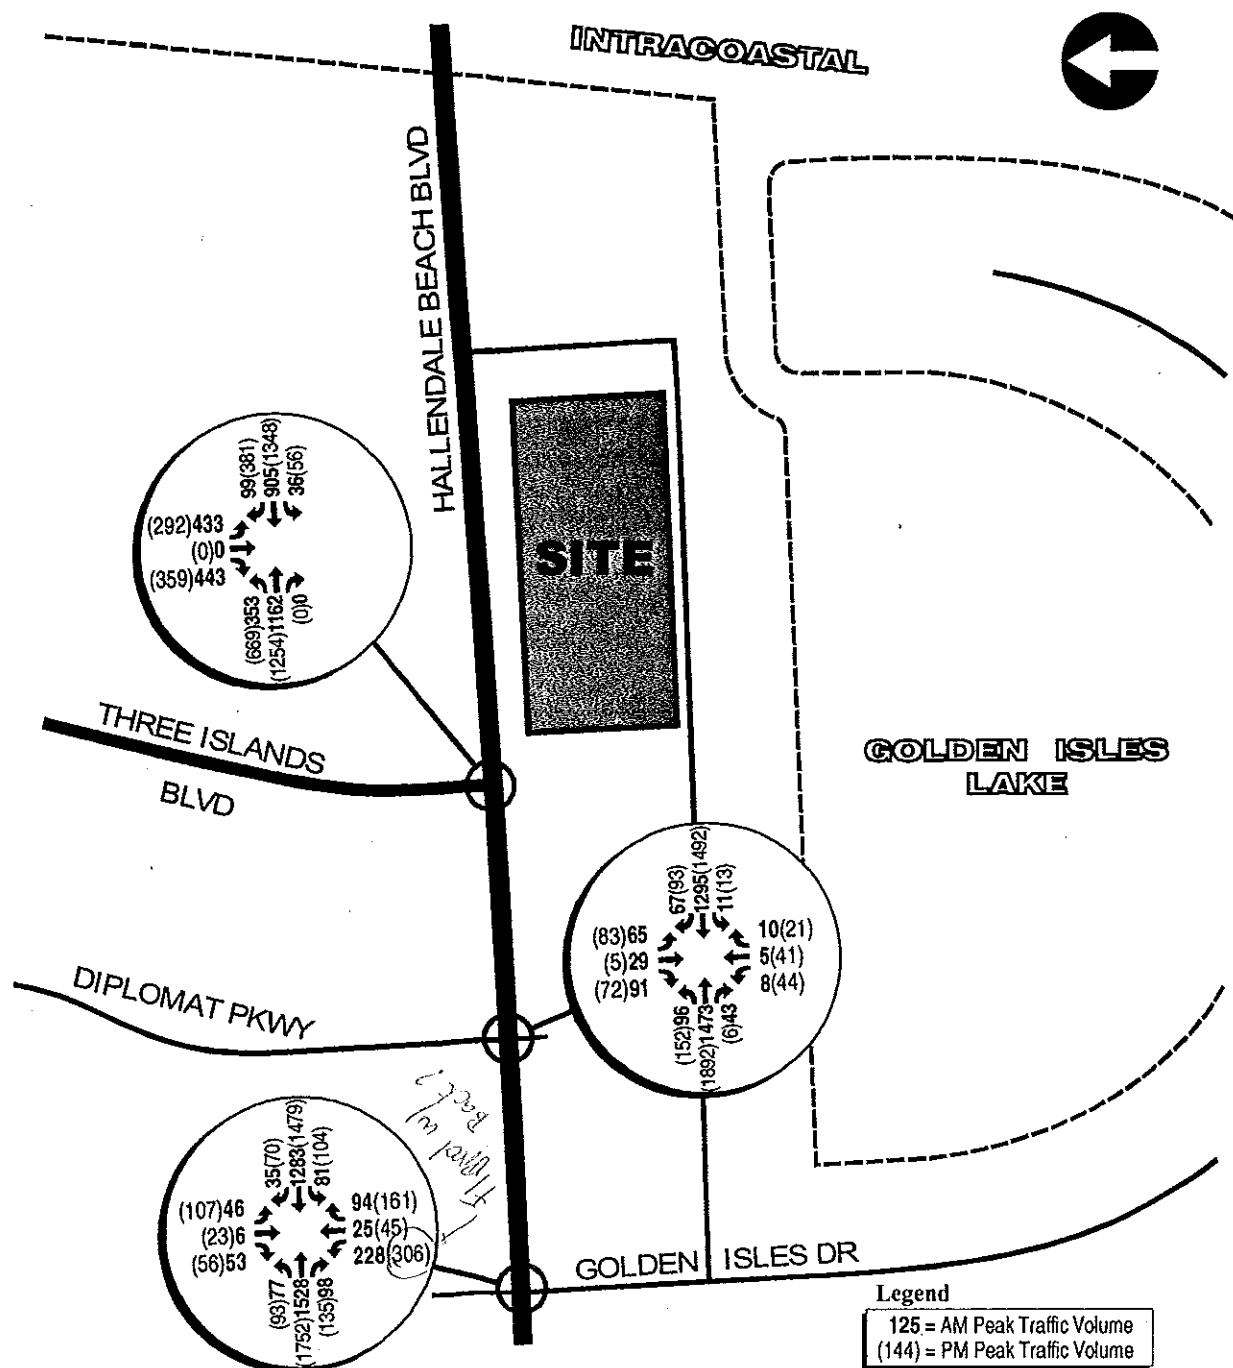 INTRACOASTAL
HALLENDALE BEACH BLVD
99(381)
905(1348)
36(56)
(292)433
(0)0
(359)443
(669)353
(1254)1162
(0)0
SITE
THREE ISLANDS
BLVD
GOLDEN ISLES
LAKE
67(93)
1295(1492)
11(13)
(83)65
(5)29
(72)91
10(21)
5(41)
8(44)
(152)96
(1892)1473
(6)43
DIPLOMAT PKWY
w/
Back?
35(70)
1283(1479)
81(104)
(107)46
(23)6
(56)53
94(161)
25(45)
228(306)
(93)77
(1752)1528
(135)98
GOLDEN ISLES DR
Legend
125 = AM Peak Traffic Volume
(144) = PM Peak Traffic Volume